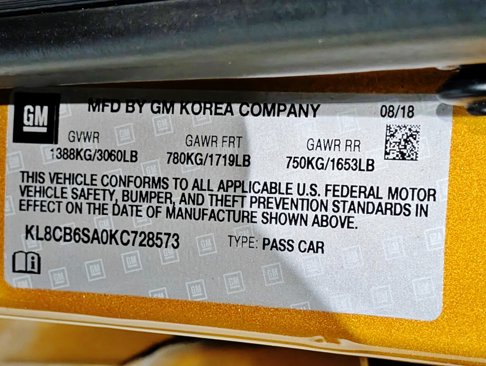 GM
MFD BY GM KOREA COMPANY 08/18
GVWR GAWR FRT GAWR RR
1388KG/3060LB 780KG/1719LB 750KG/1653LB
THIS VEHICLE CONFORMS TO ALL APPLICABLE U.S. FEDERAL MOTOR
VEHICLE SAFETY, BUMPER, AND THEFT PREVENTION STANDARDS IN
EFFECT ON THE DATE OF MANUFACTURE SHOWN ABOVE.
KL8CB6SA0KC728573 TYPE: PASS CAR